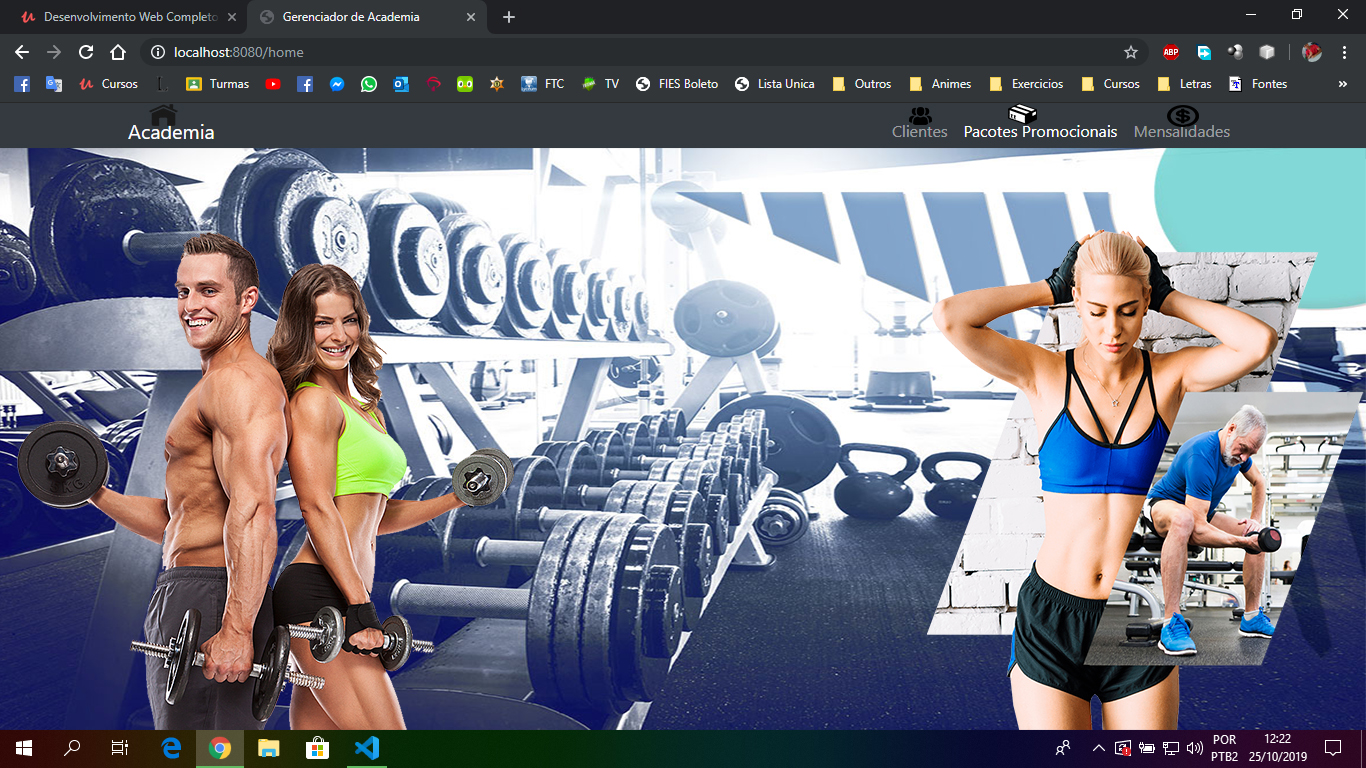 Desenvolvimento Web Completo
Gerenciador de Academia
localhost:8080/home
ABP
Cursos
Turmas
FTC
TV
FIES Boleto
Lista Unica
Outros
Animes
Exercicios
Cursos
Letras
Fontes
»
Academia
Clientes
Pacotes Promocionais
Mensalidades
POR
PTB2
12:22
25/10/2019